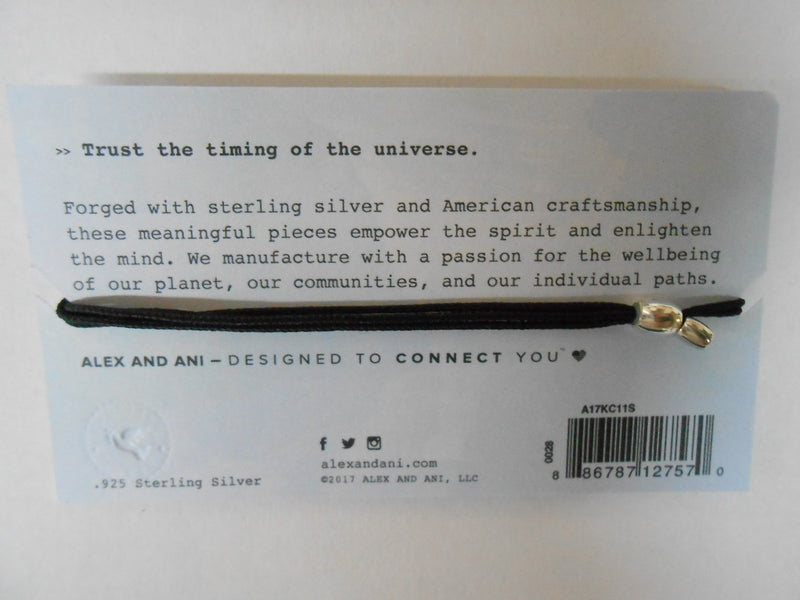 >> Trust the timing of the universe.
Forged with sterling silver and American craftsmanship,
these meaningful pieces empower the spirit and enlighten
the mind. We manufacture with a passion for the wellbeing
of our planet, our communities, and our individual paths.
ALEX AND ANI — DESIGNED TO CONNECT YOU™ ♥
.925 Sterling Silver
alexandani.com
©2017 ALEX AND ANI, LLC
A17KC11S
0028
8 86787 12757 0